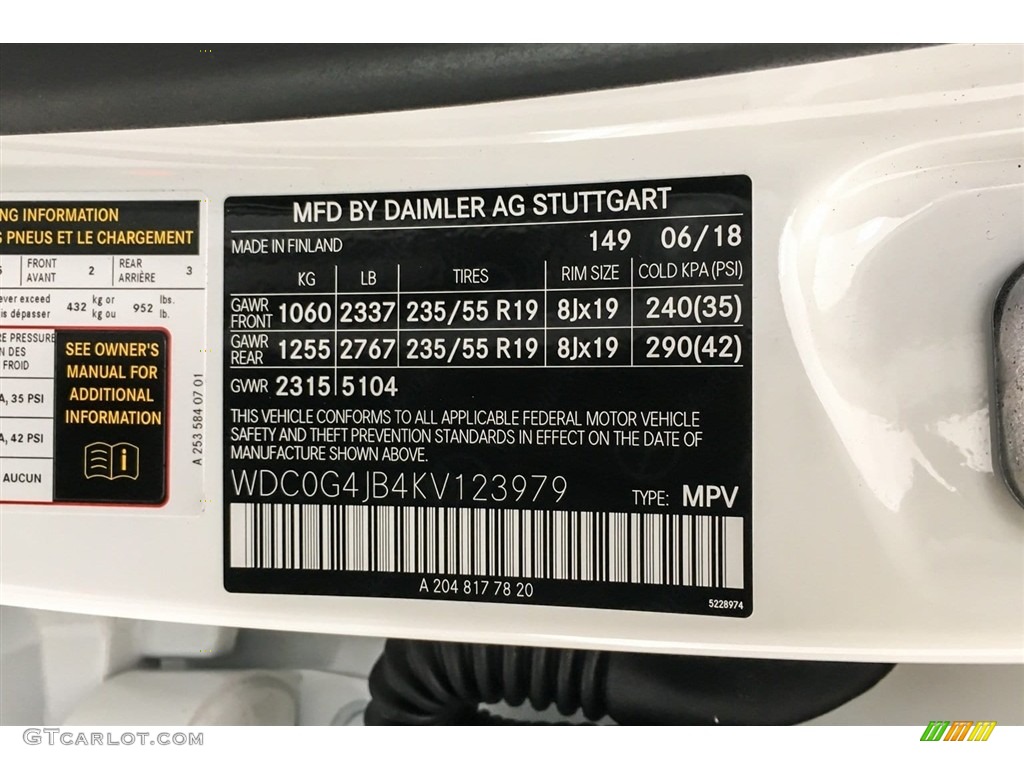 NG INFORMATION
S PNEUS ET LE CHARGEMENT
FRONT AVANT 2 REAR ARRIÈRE 3
ever exceed 432 kg or 952 lbs.
is dépasser kg ou lb.
RE PRESSURE
N DES
FROID
A, 35 PSI
A, 42 PSI
AUCUN
SEE OWNER'S
MANUAL FOR
ADDITIONAL
INFORMATION
A 253 584 07 01
MFD BY DAIMLER AG STUTTGART
MADE IN FINLAND 149 06/18
KG LB TIRES RIM SIZE COLD KPA (PSI)
GAWR FRONT 1060 2337 235/55 R19 8Jx19 240(35)
GAWR REAR 1255 2767 235/55 R19 8Jx19 290(42)
GVWR 2315 5104
THIS VEHICLE CONFORMS TO ALL APPLICABLE FEDERAL MOTOR VEHICLE
SAFETY AND THEFT PREVENTION STANDARDS IN EFFECT ON THE DATE OF
MANUFACTURE SHOWN ABOVE.
WDC0G4JB4KV123979 TYPE: MPV
A 204 817 78 20
5228974
GTCarlot.com